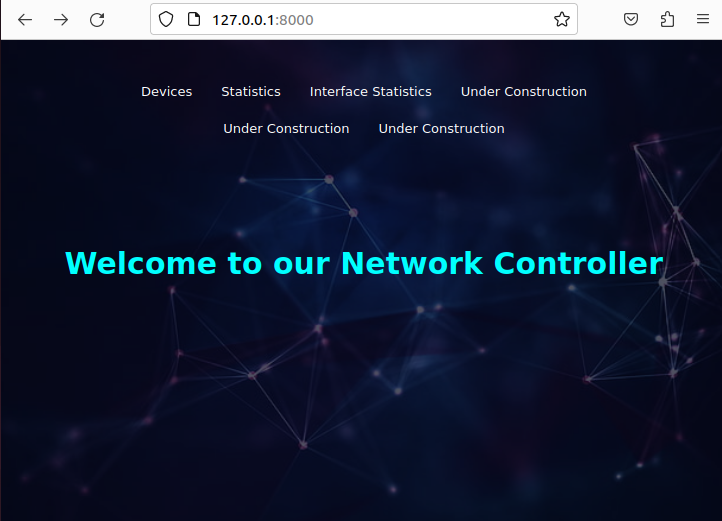 127.0.0.1:8000
Devices Statistics Interface Statistics Under Construction
Under Construction Under Construction
Welcome to our Network Controller